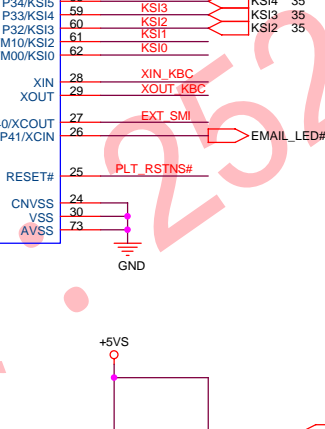 P34/KSI5 KSI4 35
P33/KSI4 59 KSI3 KSI3 35
P32/KSI3 60 KSI2 KSI2 35
M10/KSI2 61 KSI1
M00/KSI0 62 KSI0
XIN 28 XIN_KBC
XOUT 29 XOUT_KBC
0/XCOUT 27 EXT_SMI
P41/XCIN 26 EMAIL_LED#
RESET# 25 PLT_RSTNS#
CNVSS 24
VSS 30
AVSS 73
GND
+5VS
252